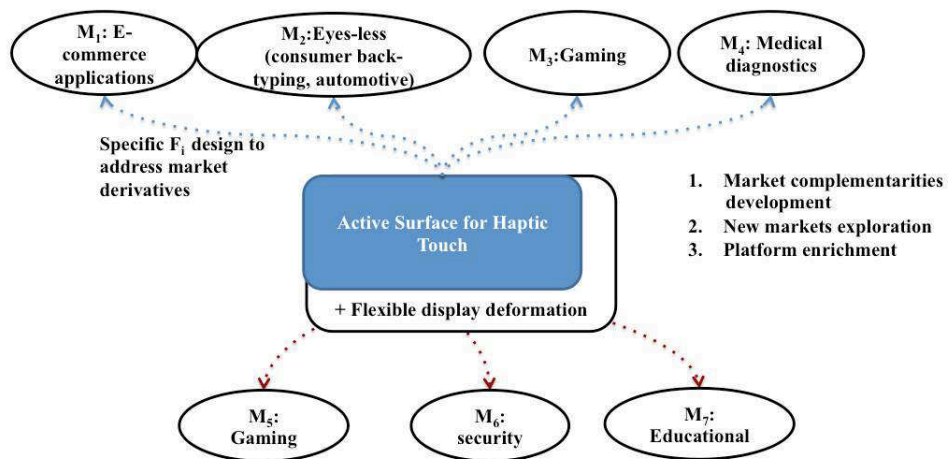 M1: E-
commerce
applications
M2:Eyes-less
(consumer back-
typing, automotive)
M3:Gaming
M4: Medical
diagnostics
Specific Fi design to
address market
derivatives
Active Surface for Haptic
Touch
+ Flexible display deformation
1. Market complementarities
development
2. New markets exploration
3. Platform enrichment
M5:
Gaming
M6:
security
M7:
Educational